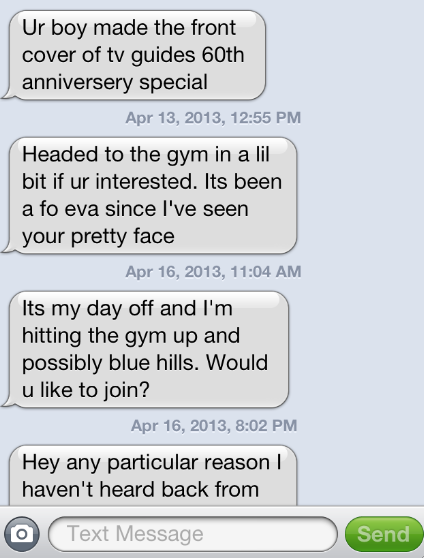 Ur boy made the front
cover of tv guides 60th
anniversery special
Apr 13, 2013, 12:55 PM
Headed to the gym in a lil
bit if ur interested. Its been
a fo eva since I've seen
your pretty face
Apr 16, 2013, 11:04 AM
Its my day off and I'm
hitting the gym up and
possibly blue hills. Would
u like to join?
Apr 16, 2013, 8:02 PM
Hey any particular reason I
haven't heard back from
Text Message
Send